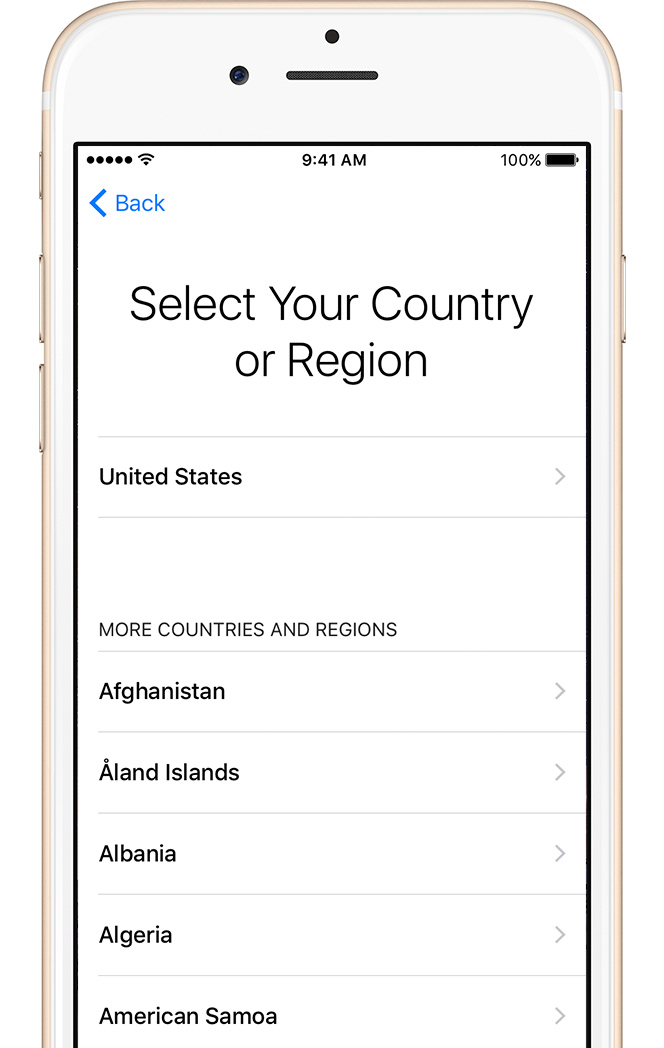 9:41 AM
100%
Back
Select Your Country
or Region
United States
MORE COUNTRIES AND REGIONS
Afghanistan
Åland Islands
Albania
Algeria
American Samoa